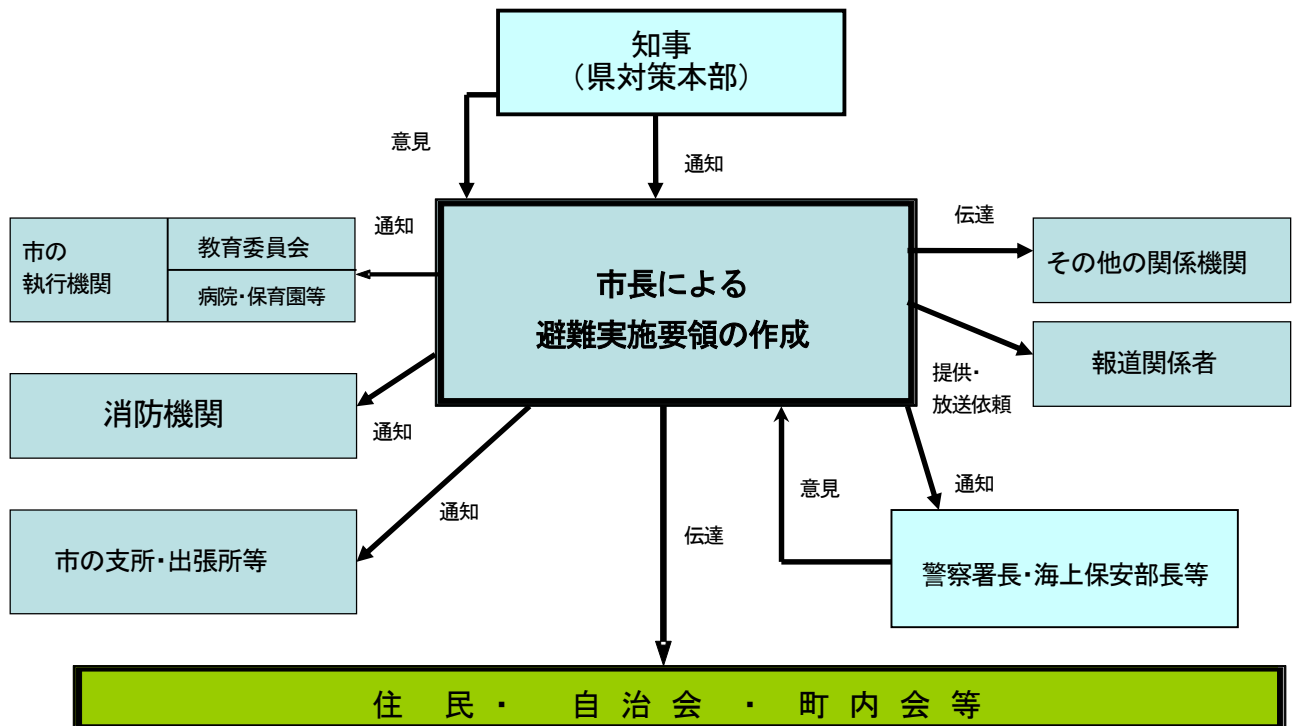 知事
（県対策本部）
意見
通知
通知
伝達
市の
執行機関
教育委員会
病院・保育園等
市長による
避難実施要領の作成
その他の関係機関
報道関係者
提供・
放送依頼
消防機関
通知
通知
意見
通知
伝達
市の支所・出張所等
警察署長・海上保安部長等
住 民 ・ 自 治 会 ・ 町 内 会 等